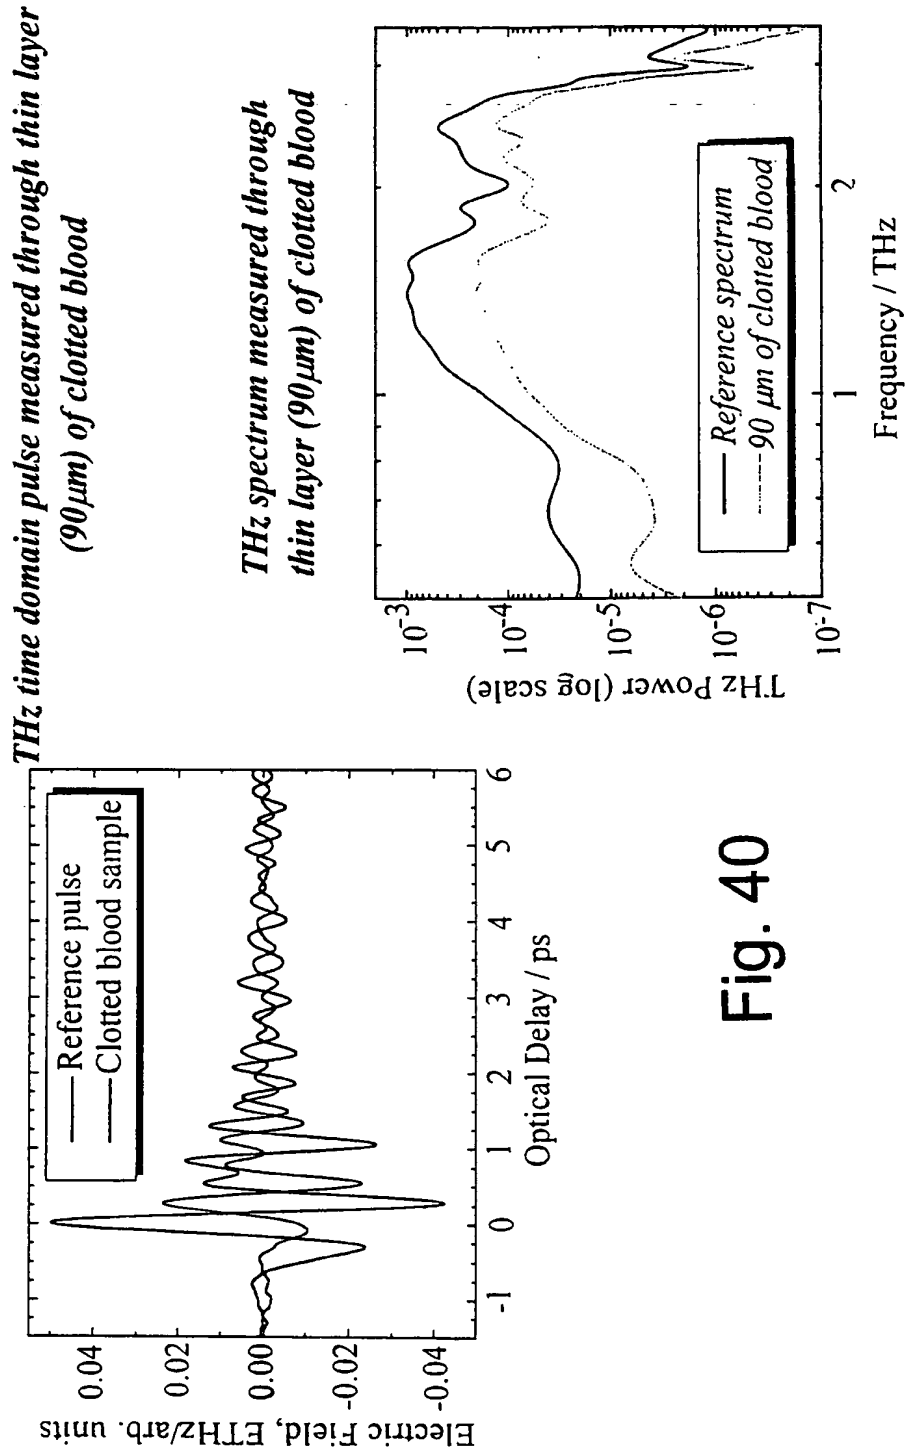 THz time domain pulse measured through thin layer
(90μm) of clotted blood
Electric Field, ETHz/arb. units
0.04
0.02
0.00
-0.02
-0.04
Reference pulse
Clotted blood sample
-1
0
1
2
3
4
5
6
Optical Delay / ps
THz spectrum measured through
thin layer (90μm) of clotted blood
THz Power (log scale)
10-3
10-4
10-5
10-6
10-7
Reference spectrum
90 μm of clotted blood
1
2
Frequency / THz
Fig. 40